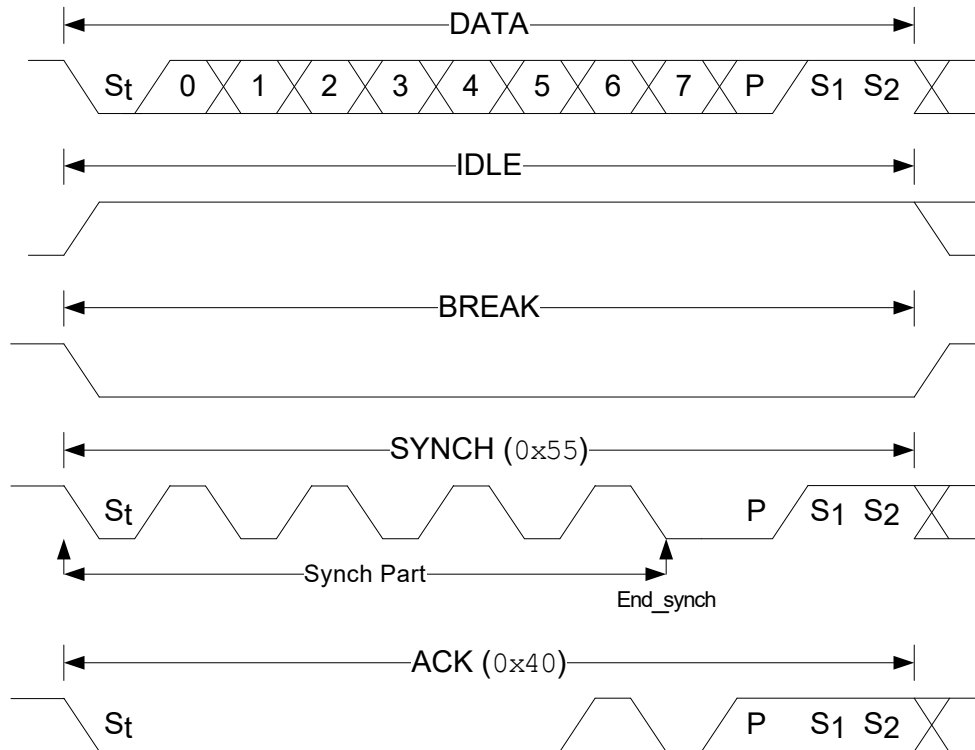 DATA
St 0 1 2 3 4 5 6 7 P S1 S2
IDLE
BREAK
SYNCH (0x55)
St P S1 S2
Synch Part
End_synch
ACK (0x40)
St P S1 S2